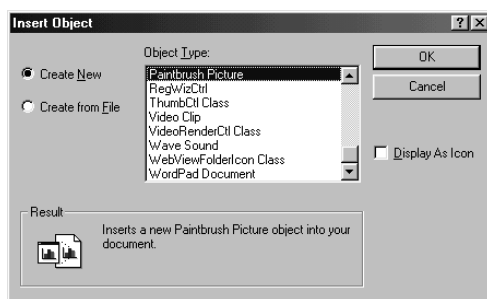 Insert Object
Create New
Create from File
Object Type:
Paintbrush Picture
RegWizCtrl
ThumbCtl Class
Video Clip
VideoRenderCtl Class
Wave Sound
WebViewFolderIcon Class
WordPad Document
OK
Cancel
Display As Icon
Result
Inserts a new Paintbrush Picture object into your
document.